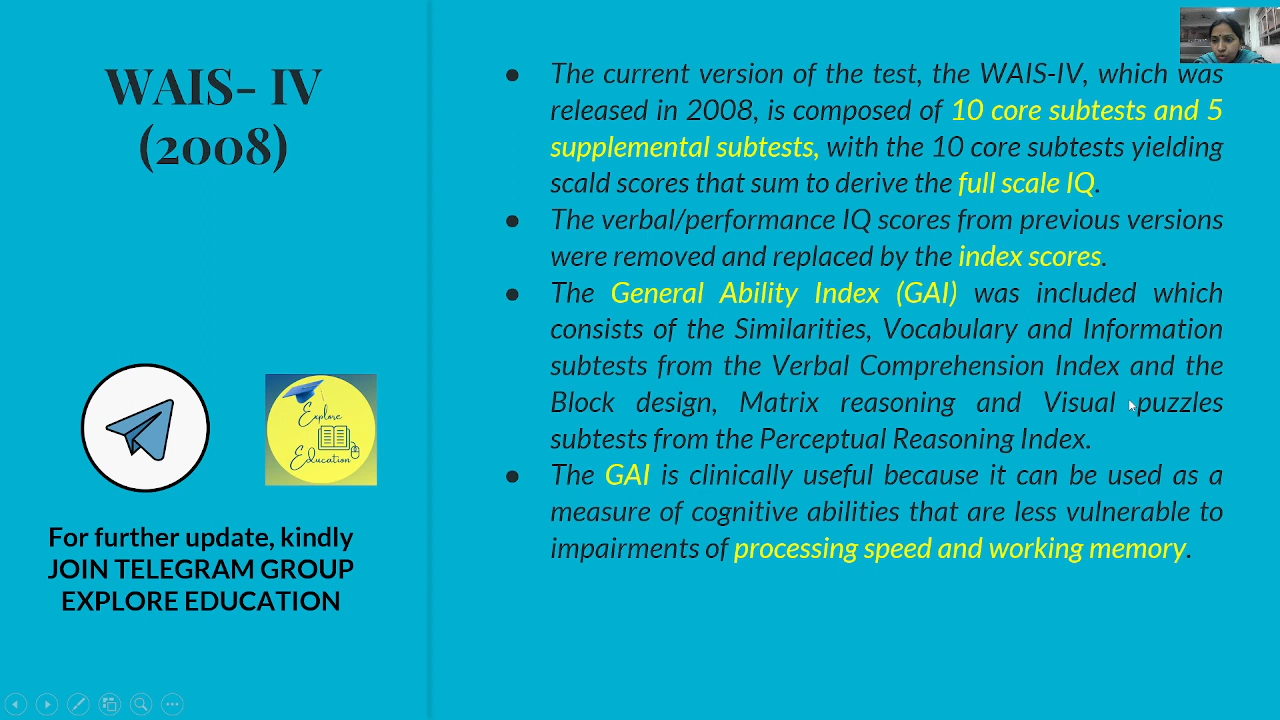 WAIS- IV
(2008)
The current version of the test, the WAIS-IV, which was
released in 2008, is composed of 10 core subtests and 5
supplemental subtests, with the 10 core subtests yielding
scald scores that sum to derive the full scale IQ.
The verbal/performance IQ scores from previous versions
were removed and replaced by the index scores.
The General Ability Index (GAI) was included which
consists of the Similarities, Vocabulary and Information
subtests from the Verbal Comprehension Index and the
Block design, Matrix reasoning and Visual puzzles
subtests from the Perceptual Reasoning Index.
The GAI is clinically useful because it can be used as a
measure of cognitive abilities that are less vulnerable to
impairments of processing speed and working memory.
Explore
Education
For further update, kindly
JOIN TELEGRAM GROUP
EXPLORE EDUCATION